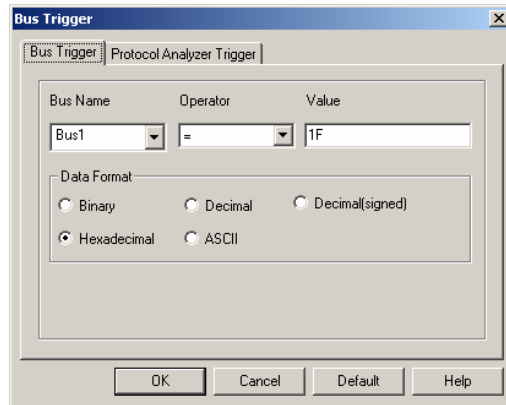 Bus Trigger
Bus Trigger Protocol Analyzer Trigger
Bus Name Operator Value
Bus1 = 1F
Data Format
Binary Decimal Decimal(signed)
Hexadecimal ASCII
OK Cancel Default Help